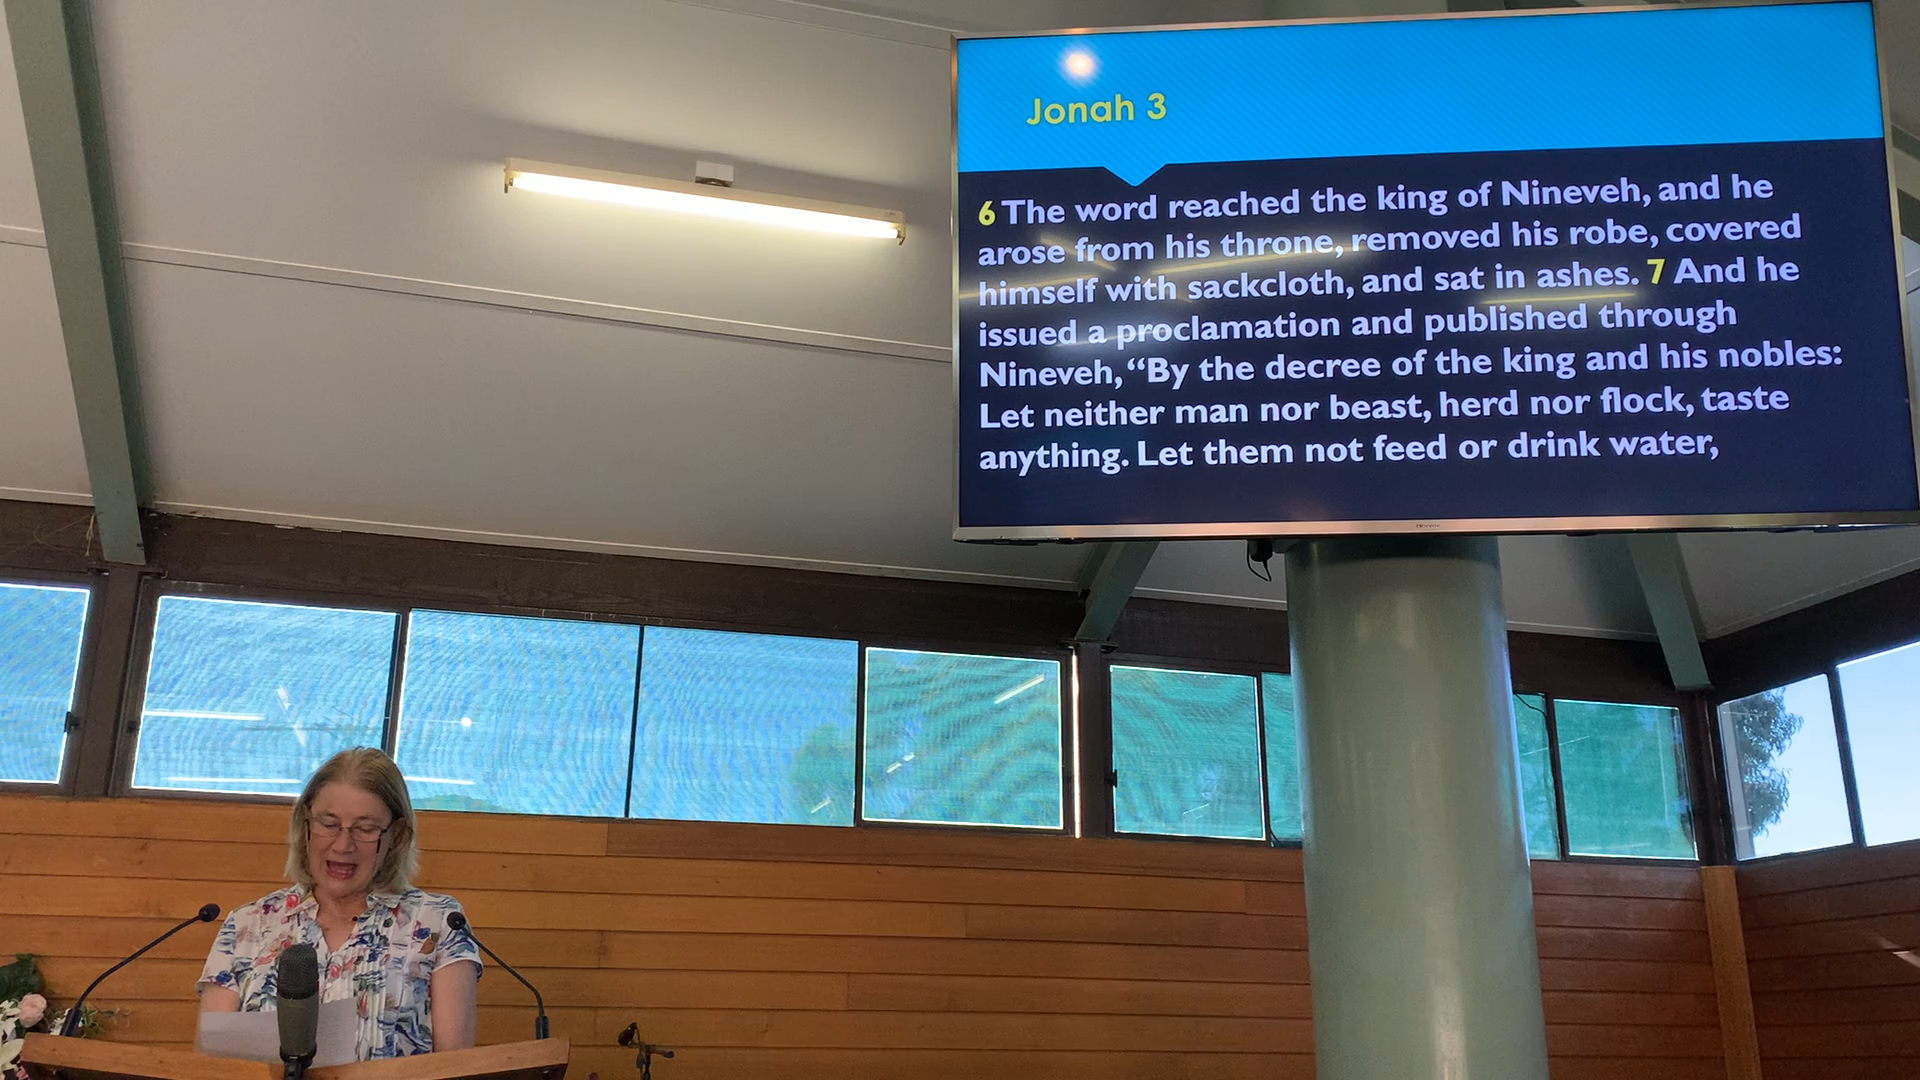 Jonah 3
6 The word reached the king of Nineveh, and he
arose from his throne, removed his robe, covered
himself with sackcloth, and sat in ashes. 7 And he
issued a proclamation and published through
Nineveh, “By the decree of the king and his nobles:
Let neither man nor beast, herd nor flock, taste
anything. Let them not feed or drink water,